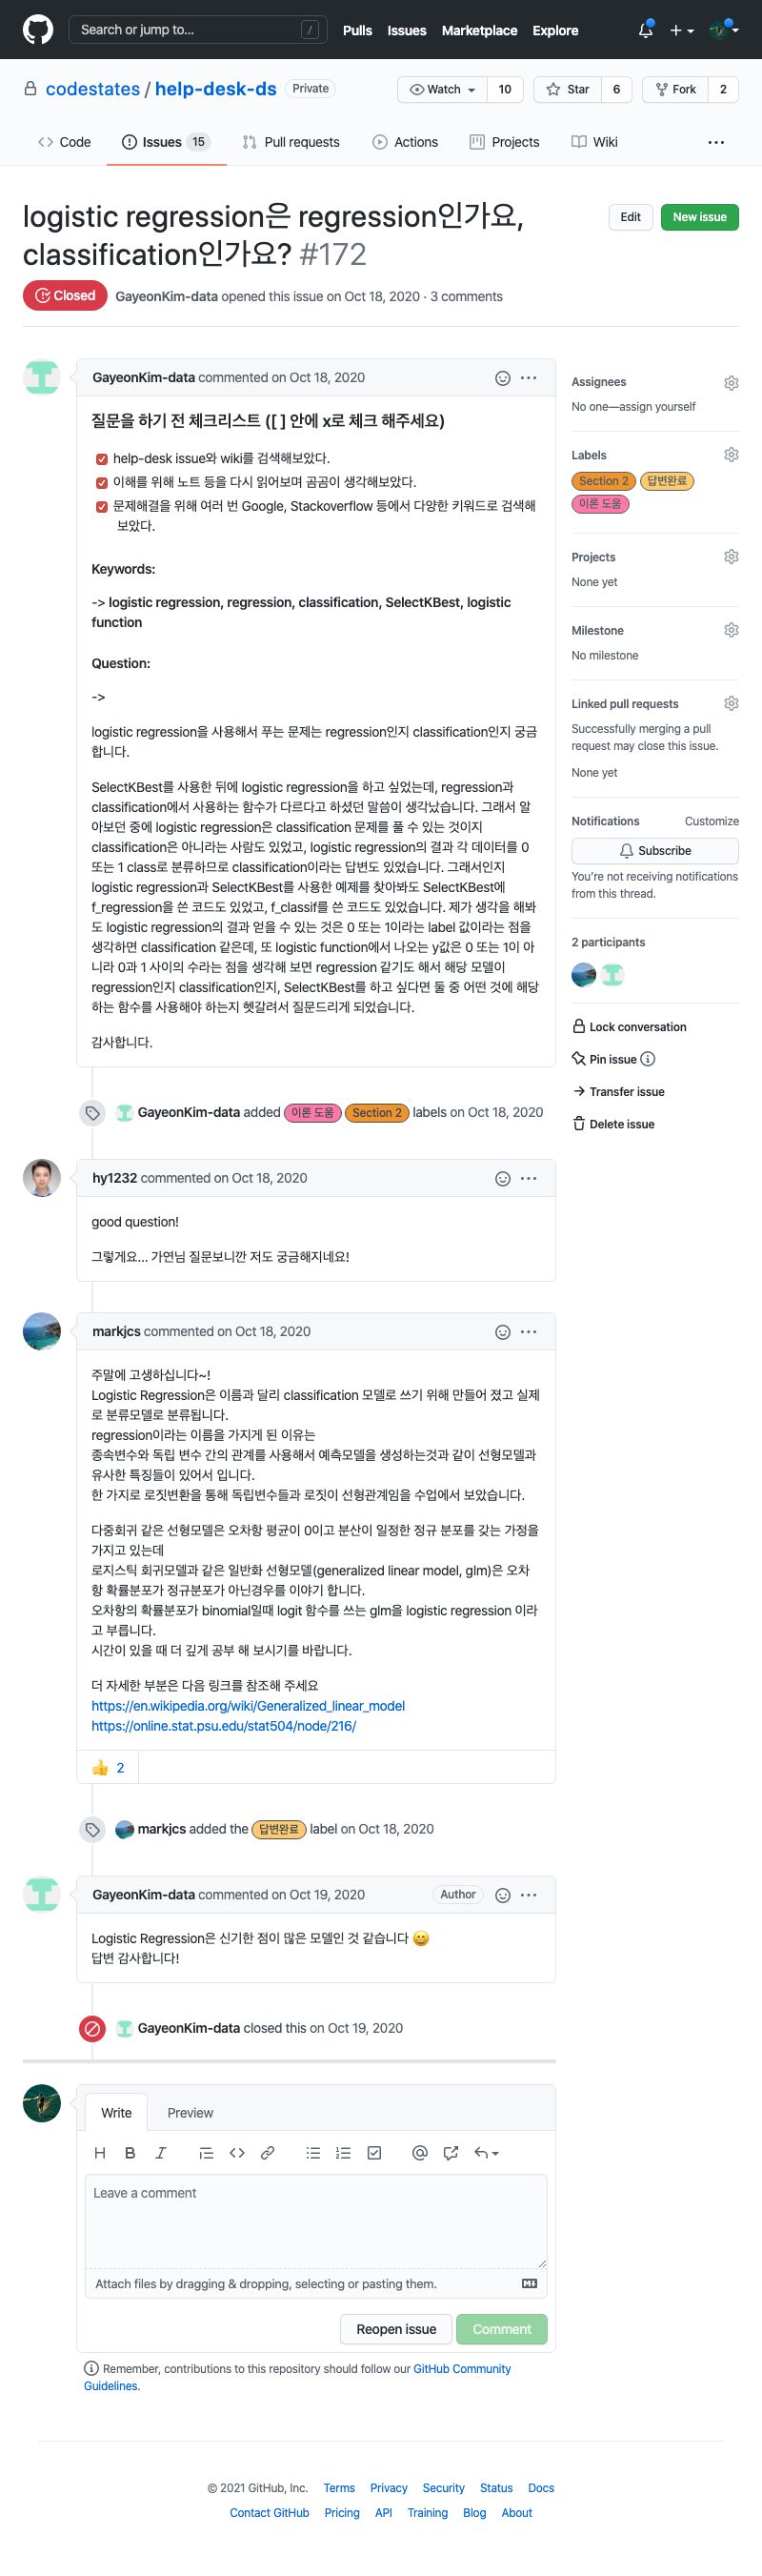 Search or jump to...
/
Pulls Issues Marketplace Explore
codestates / help-desk-ds Private
Watch 10
Star 6
Fork 2
Code
Issues 15
Pull requests
Actions
Projects
Wiki
logistic regression은 regression인가요,
classification인가요? #172
Edit
New issue
Closed
GayeonKim-data opened this issue on Oct 18, 2020 · 3 comments
GayeonKim-data commented on Oct 18, 2020
질문을 하기 전 체크리스트 ([ ] 안에 x로 체크 해주세요)
help-desk issue와 wiki를 검색해보았다.
이해를 위해 노트 등을 다시 읽어보며 곰곰이 생각해보았다.
문제해결을 위해 여러 번 Google, Stackoverflow 등에서 다양한 키워드로 검색해
보았다.
Keywords:
-> logistic regression, regression, classification, SelectKBest, logistic
function
Question:
->
logistic regression을 사용해서 푸는 문제는 regression인지 classification인지 궁금
합니다.
SelectKBest를 사용한 뒤에 logistic regression을 하고 싶었는데, regression과
classification에서 사용하는 함수가 다르다고 하셨던 말씀이 생각났습니다. 그래서 알
아보던 중에 logistic regression은 classification 문제를 풀 수 있는 것이지
classification은 아니라는 사람도 있었고, logistic regression의 결과 각 데이터를 0
또는 1 class로 분류하므로 classification이라는 답변도 있었습니다. 그래서인지
logistic regression과 SelectKBest를 사용한 예제를 찾아봐도 SelectKBest에
f_regression을 쓴 코드도 있었고, f_classif를 쓴 코드도 있었습니다. 제가 생각을 해봐
도 logistic regression의 결과 얻을 수 있는 것은 0 또는 1이라는 label 값이라는 점을
생각하면 classification 같은데, 또 logistic function에서 나오는 y값은 0 또는 1이 아
니라 0과 1 사이의 수라는 점을 생각해 보면 regression 같기도 해서 해당 모델이
regression인지 classification인지, SelectKBest를 하고 싶다면 둘 중 어떤 것에 해당
하는 함수를 사용해야 하는지 헷갈려서 질문드리게 되었습니다.
감사합니다.
GayeonKim-data added 이론 도움 Section 2 labels on Oct 18, 2020
hy1232 commented on Oct 18, 2020
good question!
그렇게요... 가연님 질문보니깐 저도 궁금해지네요!
markjcs commented on Oct 18, 2020
주말에 고생하십니다~!
Logistic Regression은 이름과 달리 classification 모델로 쓰기 위해 만들어 졌고 실제
로 분류모델로 분류됩니다.
regression이라는 이름을 가지게 된 이유는
종속변수와 독립 변수 간의 관계를 사용해서 예측모델을 생성하는것과 같이 선형모델과
유사한 특징들이 있어서 입니다.
한 가지로 로짓변환을 통해 독립변수들과 로짓이 선형관계임을 수업에서 보았습니다.
다중회귀 같은 선형모델은 오차항 평균이 0이고 분산이 일정한 정규 분포를 갖는 가정을
가지고 있는데
로지스틱 회귀모델과 같은 일반화 선형모델(generalized linear model, glm)은 오차
항 확률분포가 정규분포가 아닌경우를 이야기 합니다.
오차항의 확률분포가 binomial일때 logit 함수를 쓰는 glm을 logistic regression 이라
고 부릅니다.
시간이 있을 때 더 깊게 공부 해 보시기를 바랍니다.
더 자세한 부분은 다음 링크를 참조해 주세요
https://en.wikipedia.org/wiki/Generalized_linear_model
https://online.stat.psu.edu/stat504/node/216/
2
markjcs added the 답변완료 label on Oct 18, 2020
GayeonKim-data commented on Oct 19, 2020 Author
Logistic Regression은 신기한 점이 많은 모델인 것 같습니다 😄
답변 감사합니다!
GayeonKim-data closed this on Oct 19, 2020
Write Preview
Leave a comment
Attach files by dragging & dropping, selecting or pasting them.
Reopen issue Comment
Remember, contributions to this repository should follow our GitHub Community
Guidelines.
Assignees
No one—assign yourself
Labels
Section 2 답변완료
이론 도움
Projects
None yet
Milestone
No milestone
Linked pull requests
Successfully merging a pull
request may close this issue.
None yet
Notifications Customize
Subscribe
You're not receiving notifications
from this thread.
2 participants
Lock conversation
Pin issue
Transfer issue
Delete issue
© 2021 GitHub, Inc. Terms Privacy Security Status Docs
Contact GitHub Pricing API Training Blog About